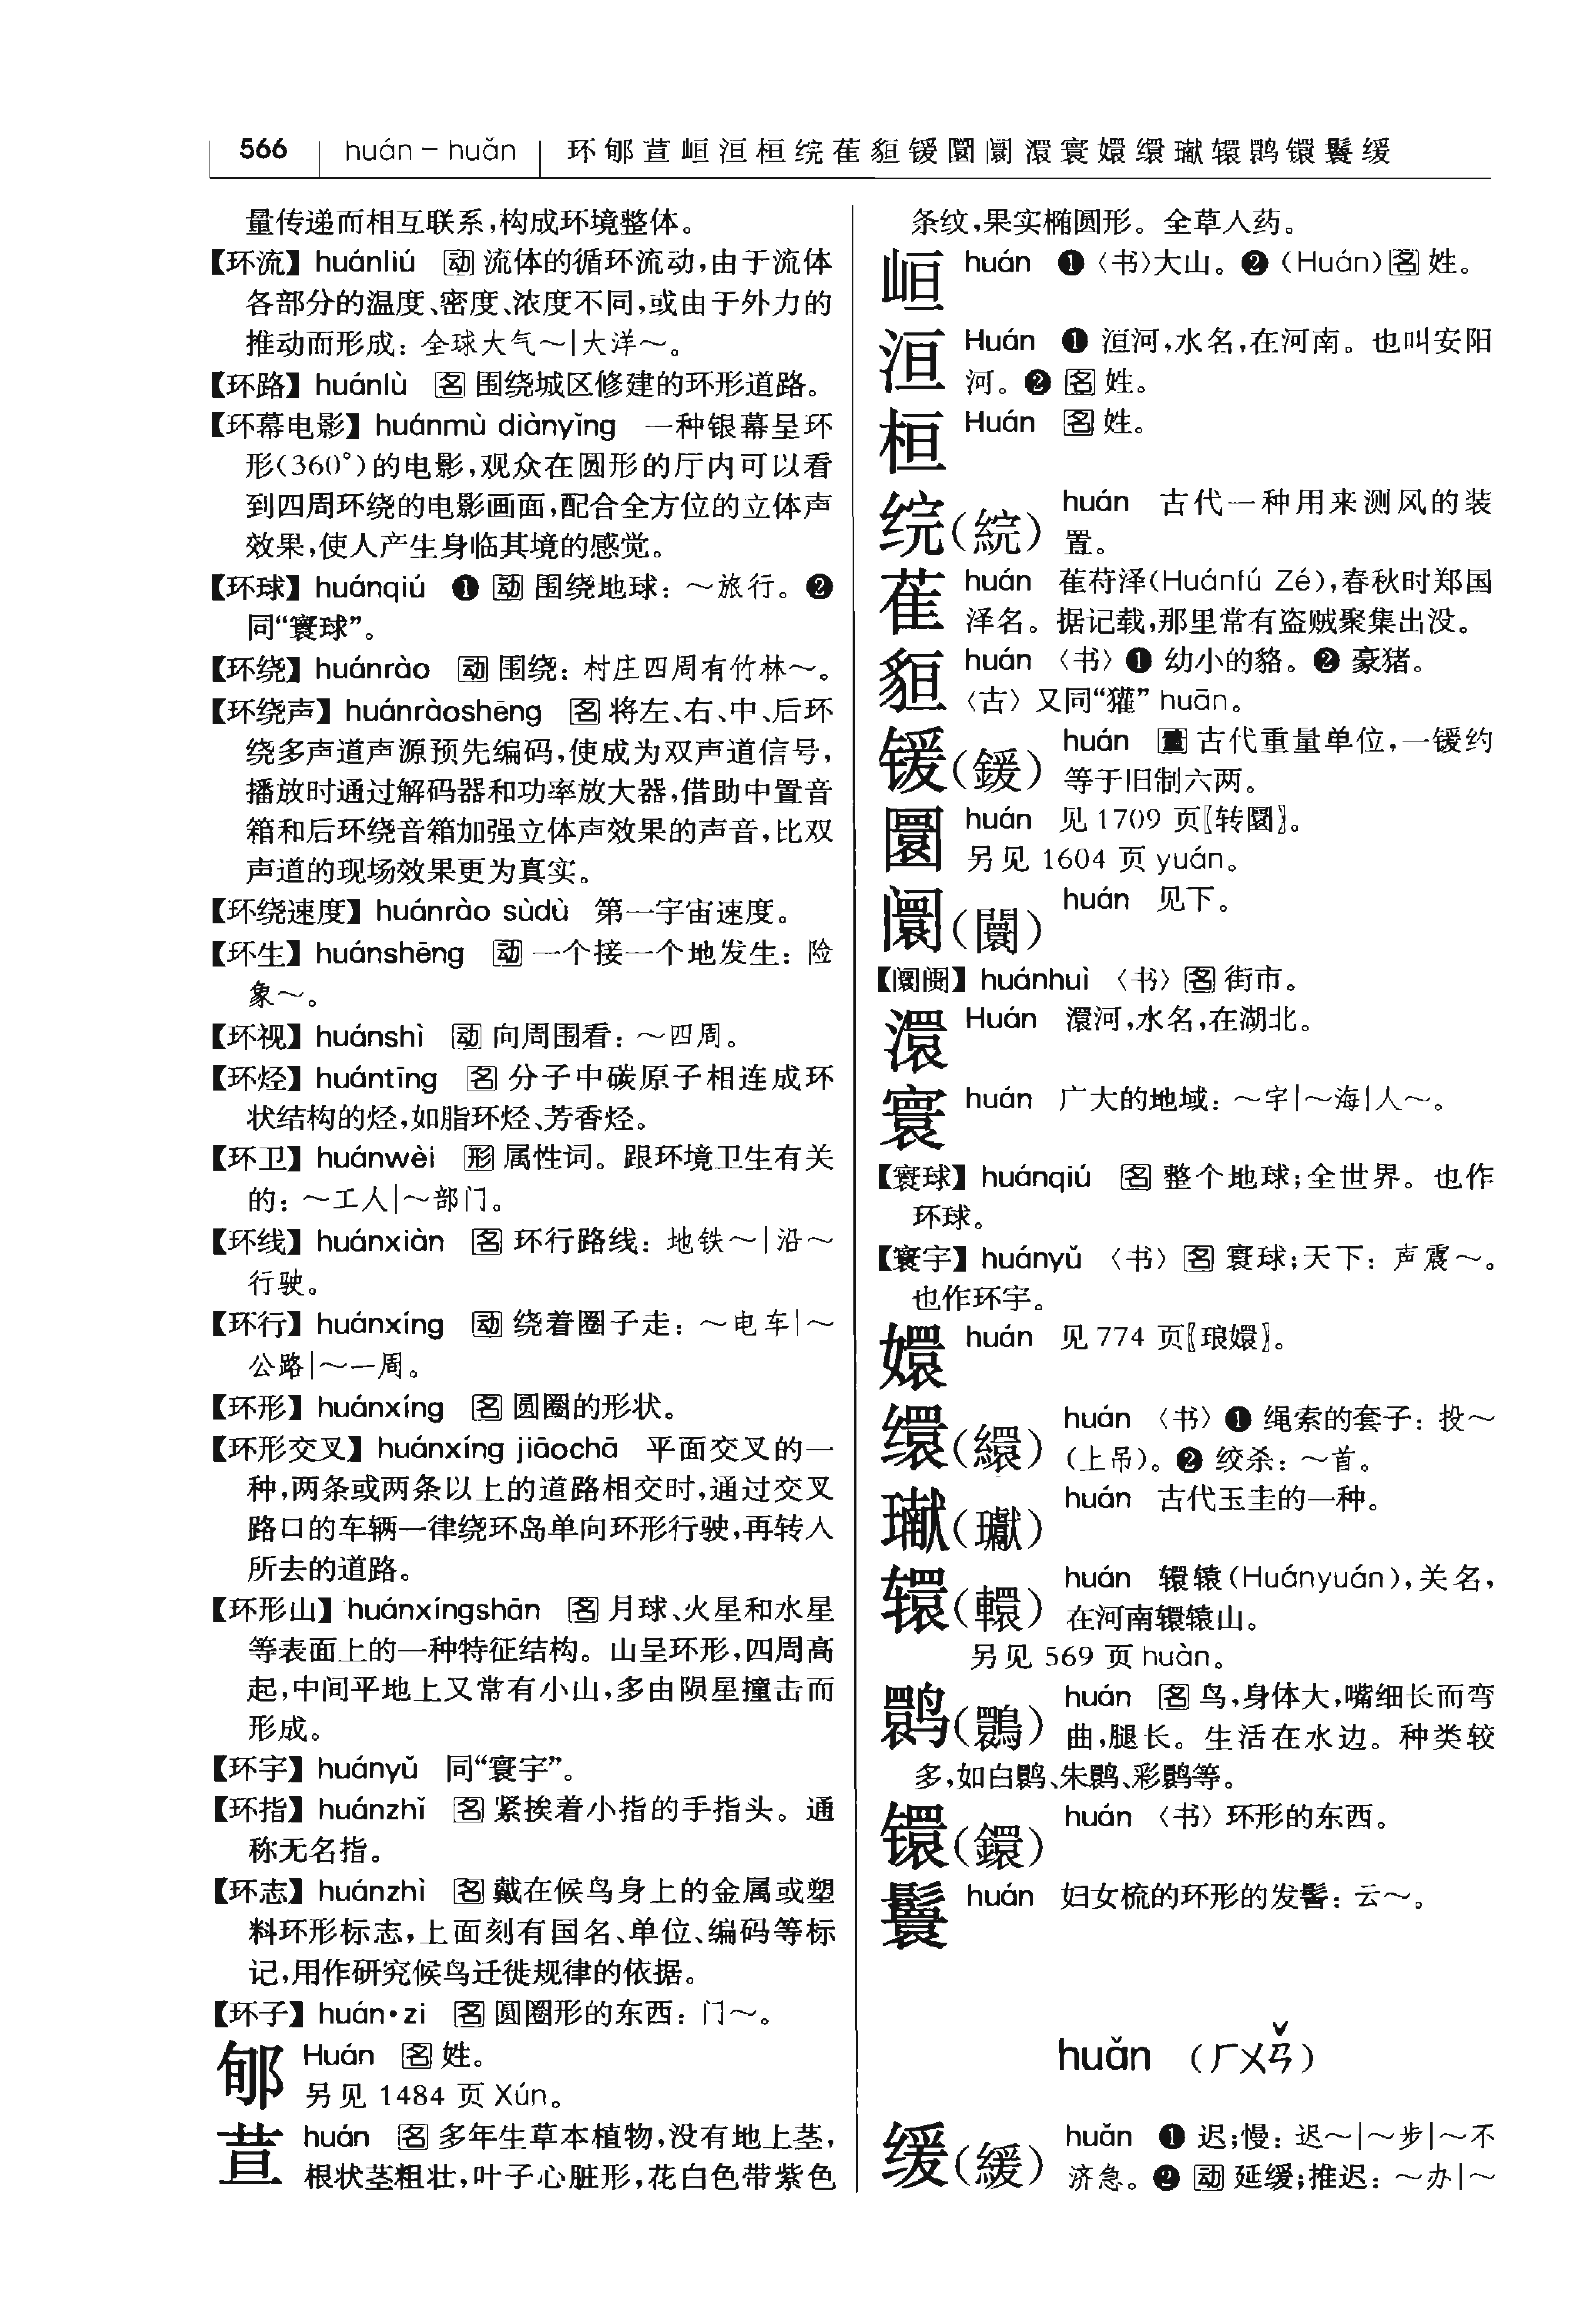 566 huán – huǎn 环郇荁峘洹桓综萑貆锾圜阛澴寰嬛缳瓛轘鹮镮鬟缓
量传递而相互联系,构成环境整体。
【环流】huánliú 动 流体的循环流动,由于流体
各部分的温度、密度、浓度不同,或由于外力的
推动而形成:全球大气~|大洋~。
【环路】huánlù 名 围绕城区修建的环形道路。
【环幕电影】huánmù diànyǐng 一种银幕呈环
形(360°)的电影,观众在圆形的厅内可以看
到四周环绕的电影画面,配合全方位的立体声
效果,使人产生身临其境的感觉。
【环球】huánqiú ❶ 动 围绕地球:~旅行。❷
同“寰球”。
【环绕】huánrào 动 围绕:村庄四周有竹林~。
【环绕声】huánràoshēng 名 将左、右、中、后环
绕多声道声源预先编码,使成为双声道信号,
播放时通过解码器和功率放大器,借助中置音
箱和后环绕音箱加强立体声效果的声音,比双
声道的现场效果更为真实。
【环绕速度】huánrào sùdù 第一宇宙速度。
【环生】huánshēng 动 一个接一个地发生:险
象~。
【环视】huánshì 动 向周围看:~四周。
【环烃】huántīng 名 分子中碳原子相连成环
状结构的烃,如脂环烃、芳香烃。
【环卫】huánwèi 形 属性词。跟环境卫生有关
的:~工人|~部门。
【环线】huánxiàn 名 环行路线:地铁~|沿~
行驶。
【环行】huánxíng 动 绕着圈子走:~电车|~
公路|~一周。
【环形】huánxíng 名 圆圈的形状。
【环形交叉】huánxíng jiāochā 平面交叉的一
种,两条或两条以上的道路相交时,通过交叉
路口的车辆一律绕环岛单向环形行驶,再转人
所去的道路。
【环形山】huánxíngshān 名 月球、火星和水星
等表面上的一种特征结构。山呈环形,四周高
起,中间平地上又常有小山,多由陨星撞击而
形成。
【环宇】huányǔ 同“寰宇”。
【环指】huánzhǐ 名 紧挨着小指的手指头。通
称无名指。
【环志】huánzhì 名 戴在候鸟身上的金属或塑
料环形标志,上面刻有国名、单位、编码等标
记,用作研究候鸟迁徙规律的依据。
【环子】huán•zi 名 圆圈形的东西:门~。
郇 Huán 名 姓。
另见 1484 页 Xún。
荁 huán 名 多年生草本植物,没有地上茎,
根状茎粗壮,叶子心脏形,花白色带紫色
条纹,果实椭圆形。全草人药。
峘 huán ❶〈书〉大山。❷(Huán)名 姓。
洹 Huán ❶ 洹河,水名,在河南。也叫安阳
河。❷ 名 姓。
桓 Huán 名 姓。
综(綄) huán 古代一种用来测风的装
置。
萑 huán 萑苻泽(Huánfú Zé),春秋时郑国
泽名。据记载,那里常有盗贼聚集出没。
貆 huán〈书〉❶ 幼小的貉。❷ 豪猪。
〈古〉又同“獾”huān。
锾(鍰) huán 量 古代重量单位,一锾约
等于旧制六两。
圜 huán 见 1709 页〖转圜〗。
另见 1604 页 yuán。
阛(闤) huán 见下。
【阛阓】huánhuì〈书〉名 街市。
澴 Huán 澴河,水名,在湖北。
寰 huán 广大的地域:~宇|~海|人~。
【寰球】huánqiú 名 整个地球;全世界。也作
环球。
【寰宇】huányǔ〈书〉名 寰球;天下:声震~。
也作环宇。
嬛 huán 见 774 页〖琅嬛〗。
缳(繯) huán〈书〉❶ 绳索的套子:投~
(上吊)。❷ 绞杀:~首。
瓛(瓛) huán 古代玉圭的一种。
轘(轘) huán 轘辕(Huányuán),关名,
在河南轘辕山。
另见 569 页 huàn。
鹮(䴉) huán 名 鸟,身体大,嘴细长而弯
曲,腿长。生活在水边。种类较
多,如白鹮、朱鹮、彩鹮等。
镮(鐶) huán〈书〉环形的东西。
鬟 huán 妇女梳的环形的发髻:云~。
huǎn (ㄏㄨㄢˇ)
缓(緩) huǎn ❶ 迟;慢:迟~|~步|~不
济急。❷ 动 延缓;推迟:~办|~